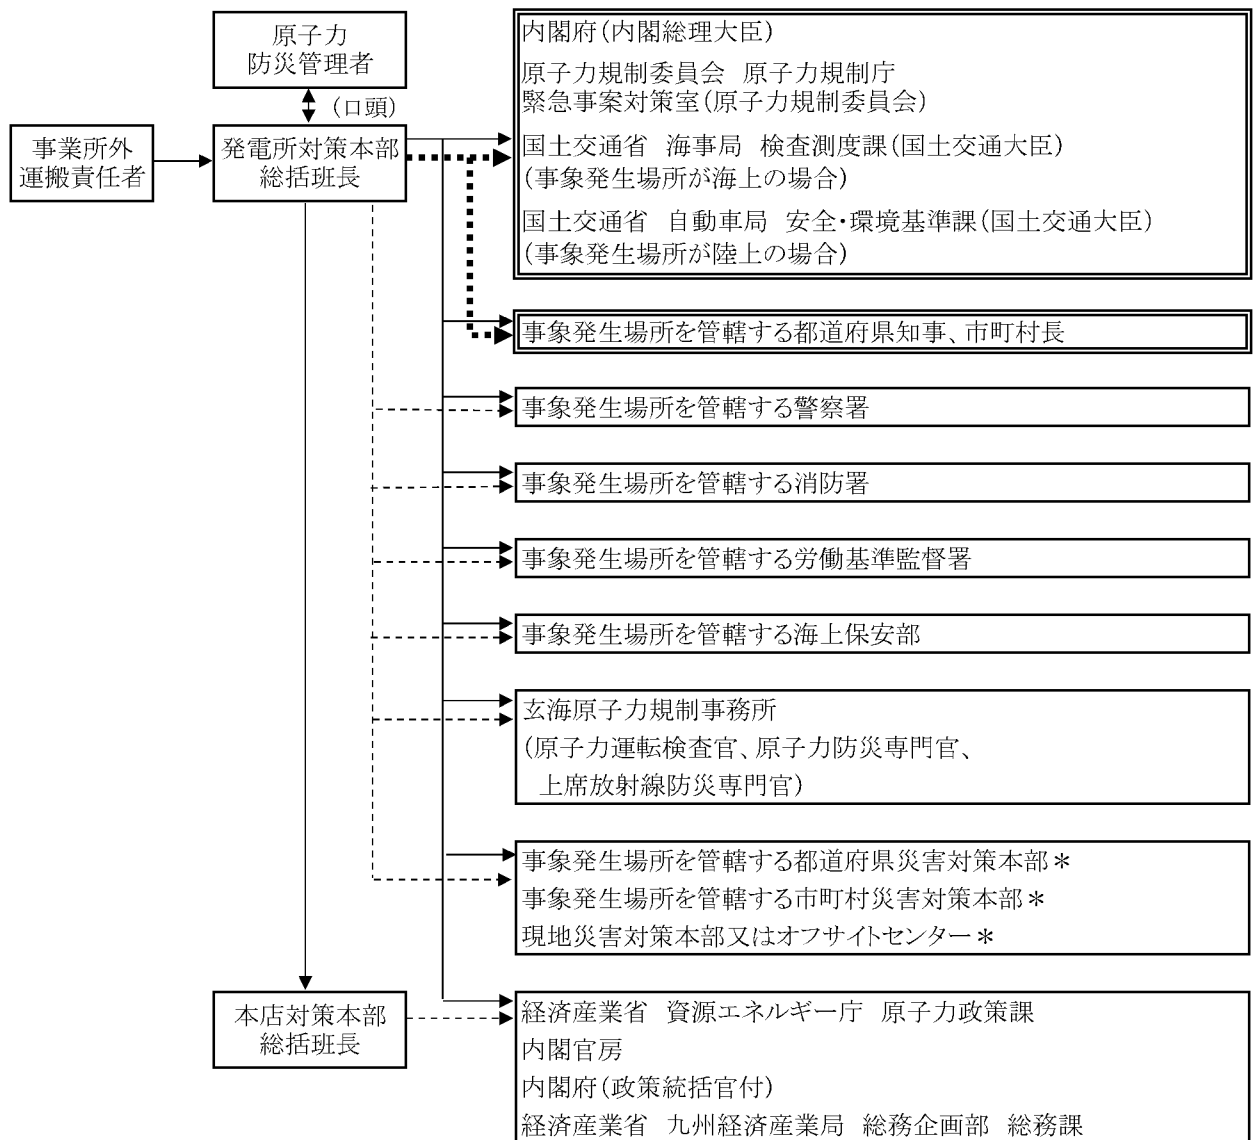 原子力
防災管理者
(口頭)
事業所外
運搬責任者
発電所対策本部
総括班長
内閣府(内閣総理大臣)
原子力規制委員会 原子力規制庁
緊急事案対策室(原子力規制委員会)
国土交通省 海事局 検査測度課(国土交通大臣)
(事象発生場所が海上の場合)
国土交通省 自動車局 安全・環境基準課(国土交通大臣)
(事象発生場所が陸上の場合)
事象発生場所を管轄する都道府県知事、市町村長
事象発生場所を管轄する警察署
事象発生場所を管轄する消防署
事象発生場所を管轄する労働基準監督署
事象発生場所を管轄する海上保安部
玄海原子力規制事務所
(原子力運転検査官、原子力防災専門官、
上席放射線防災専門官)
事象発生場所を管轄する都道府県災害対策本部＊
事象発生場所を管轄する市町村災害対策本部＊
現地災害対策本部又はオフサイトセンター＊
本店対策本部
総括班長
経済産業省 資源エネルギー庁 原子力政策課
内閣官房
内閣府(政策統括官付)
経済産業省 九州経済産業局 総務企画部 総務課